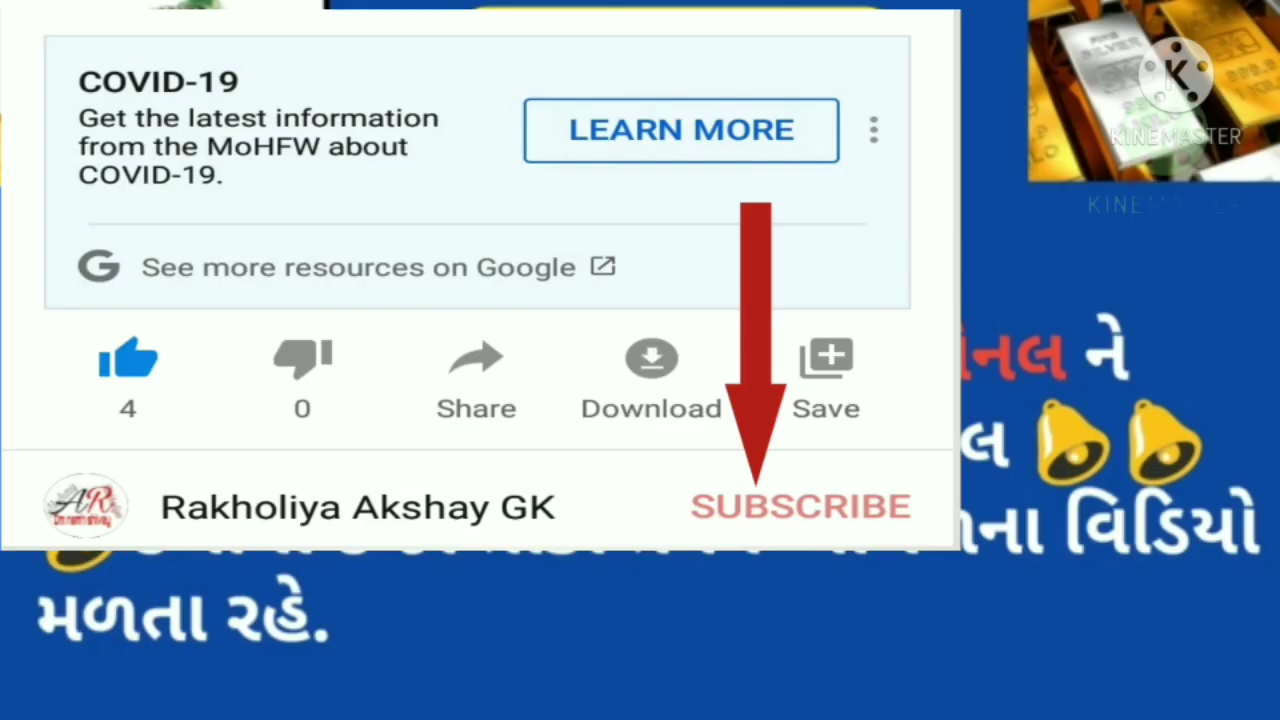 COVID-19
Get the latest information
from the MoHFW about
COVID-19.
LEARN MORE
See more resources on Google
4
0
Share
Download
Save
Rakholiya Akshay GK
SUBSCRIBE
SILVER
KINEMASTER
ને
વિડિયો
મળતા રહે.